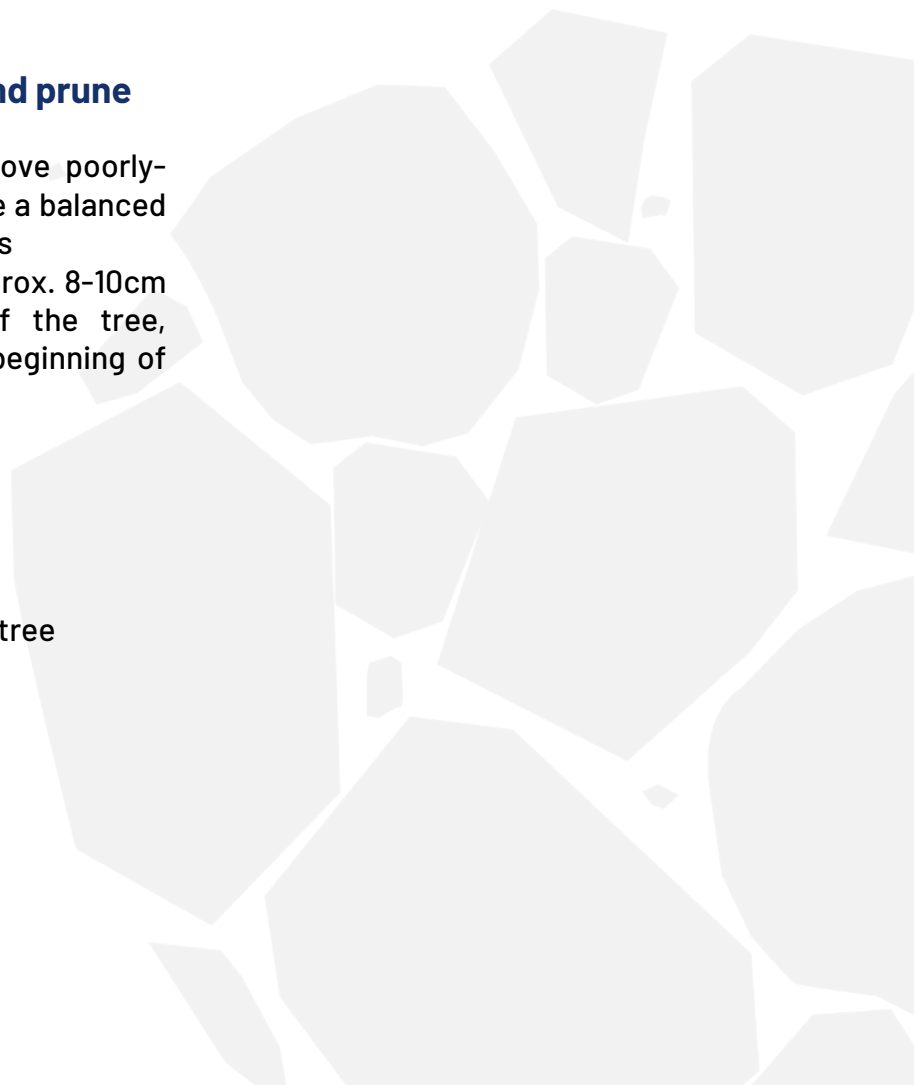 nd prune
ove poorly-
e a balanced
s
rox. 8-10cm
f the tree,
beginning of
tree